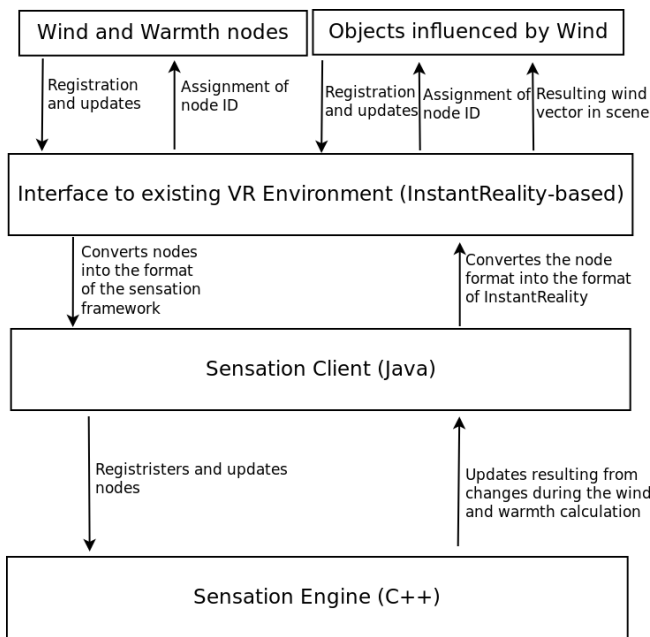 Wind and Warmth nodes
Objects influenced by Wind
Registration
and updates
Assignment of
node ID
Registration
and updates
Assignment of
node ID
Resulting wind
vector in scene
Interface to existing VR Environment (InstantReality-based)
Converts nodes
into the format
of the sensation
framework
Convertes the node
format into the format
of InstantReality
Sensation Client (Java)
Registristers and updates
nodes
Updates resulting from
changes during the wind
and warmth calculation
Sensation Engine (C++)